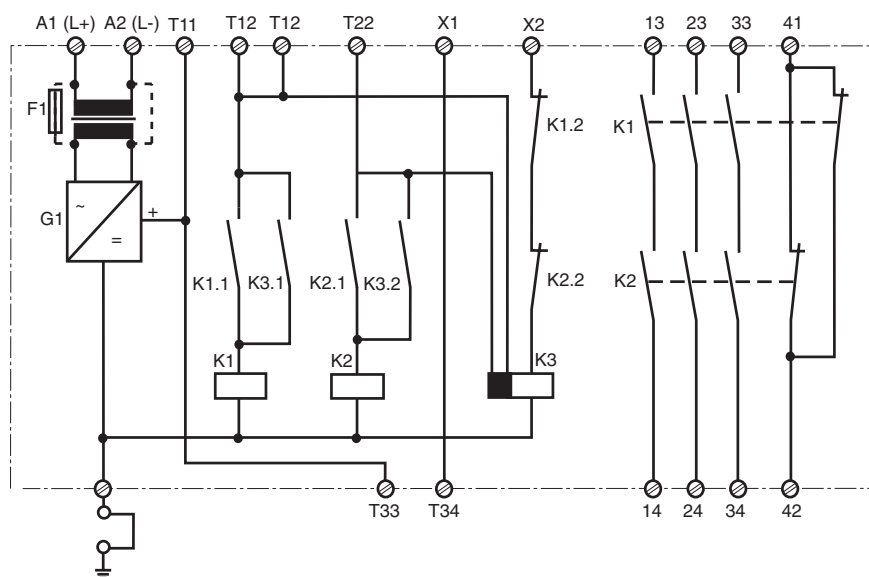 A1 (L+) A2 (L-) T11 T12 T12 T22 X1 X2 13 23 33 41
F1
K1.2 K1
~
G1 +
=
K1.1 K3.1 K2.1 K3.2 K2.2 K2
K1 K2 K3
T33 T34 14 24 34 42